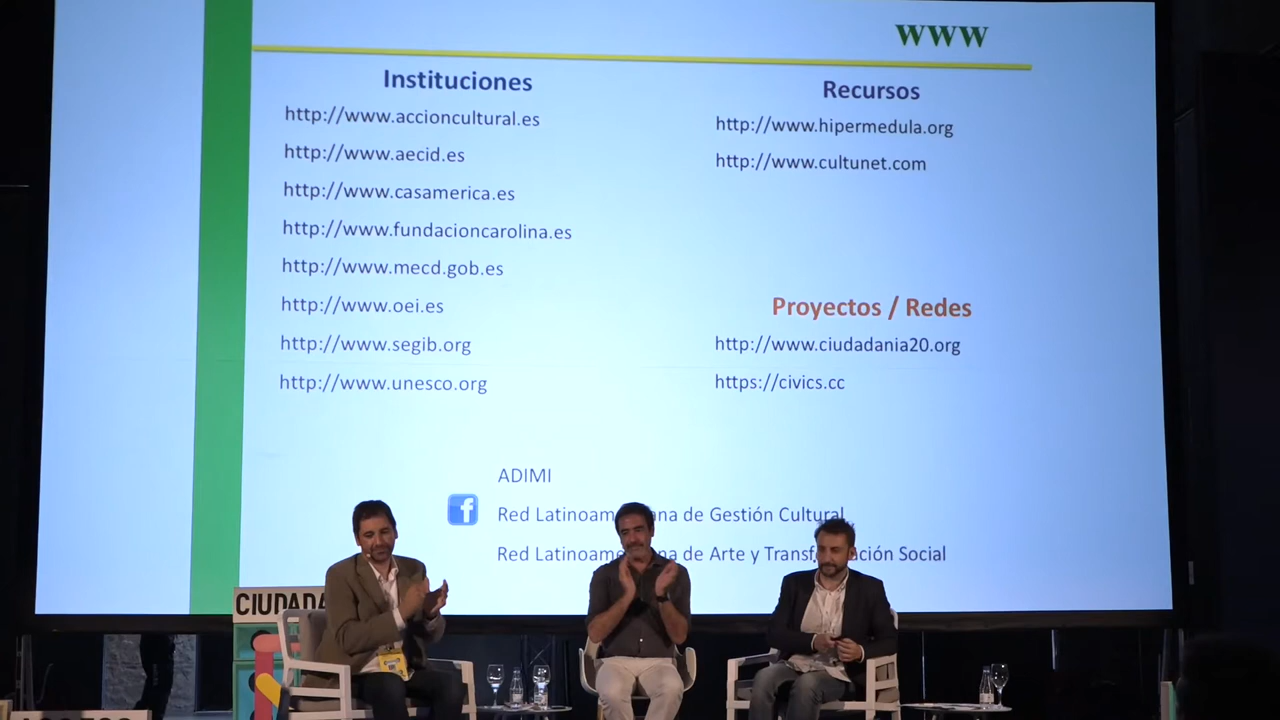 www
Instituciones
http://www.accioncultural.es
http://www.aecid.es
http://www.casamerica.es
http://www.fundacioncarolina.es
http://www.mecd.gob.es
http://www.oei.es
http://www.segib.org
http://www.unesco.org
Recursos
http://www.hipermedula.org
http://www.cultunet.com
Proyectos / Redes
http://www.ciudadania20.org
https://civics.cc
ADIMI
f
Red de Gestión Cultural
Red de Arte y Social